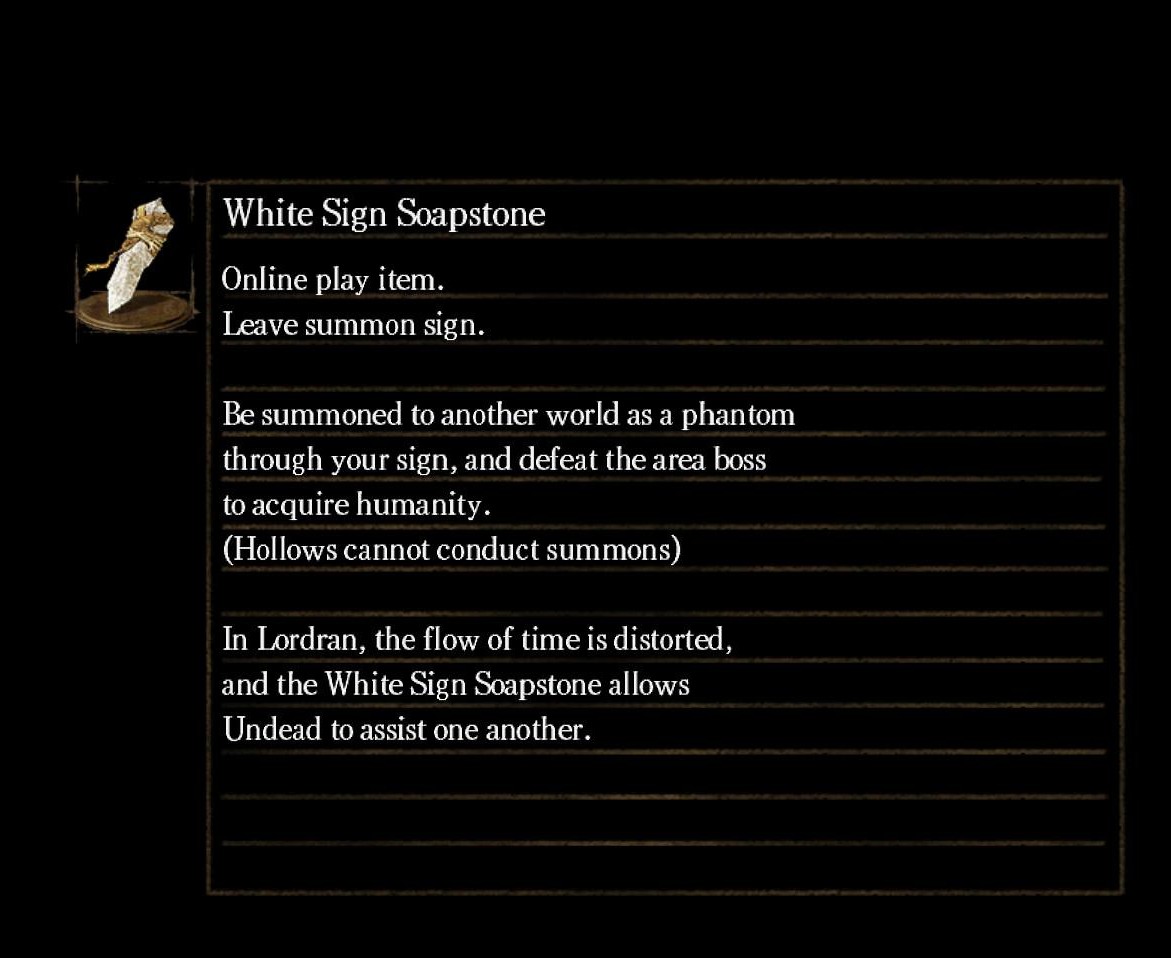 White Sign Soapstone
Online play item.
Leave summon sign.
Be summoned to another world as a phantom
through your sign, and defeat the area boss
to acquire humanity.
(Hollows cannot conduct summons)
In Lordran, the flow of time is distorted,
and the White Sign Soapstone allows
Undead to assist one another.